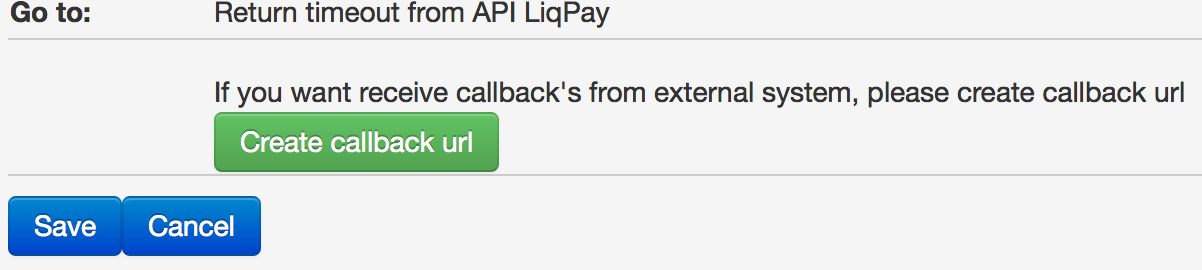 Go to: Return timeout from API LiqPay
If you want receive callback's from external system, please create callback url
Create callback url
Save Cancel